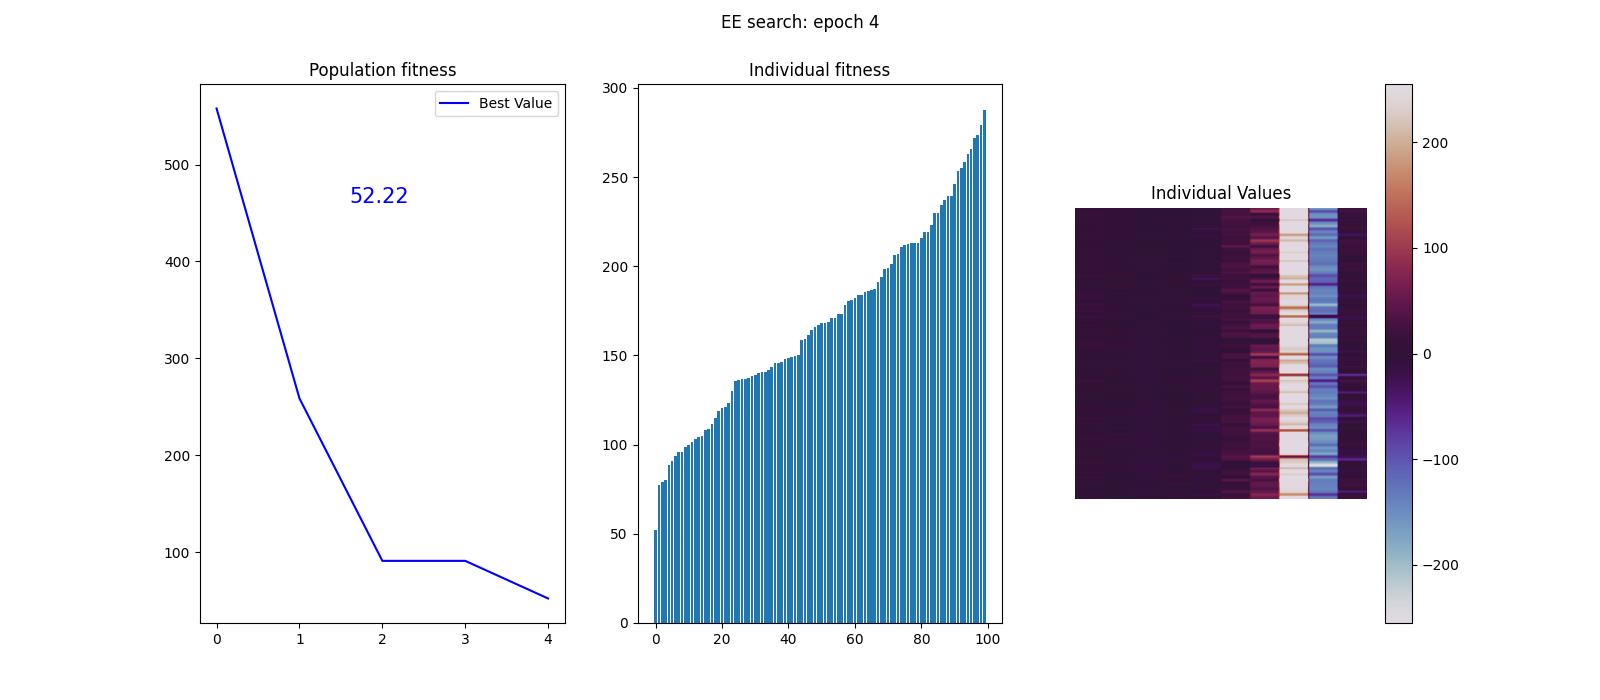 EE search: epoch 4
Population fitness
Best Value
52.22
500
400
300
200
100
0 1 2 3 4
Individual fitness
300
250
200
150
100
50
0
0 20 40 60 80 100
Individual Values
200
100
0
−100
−200